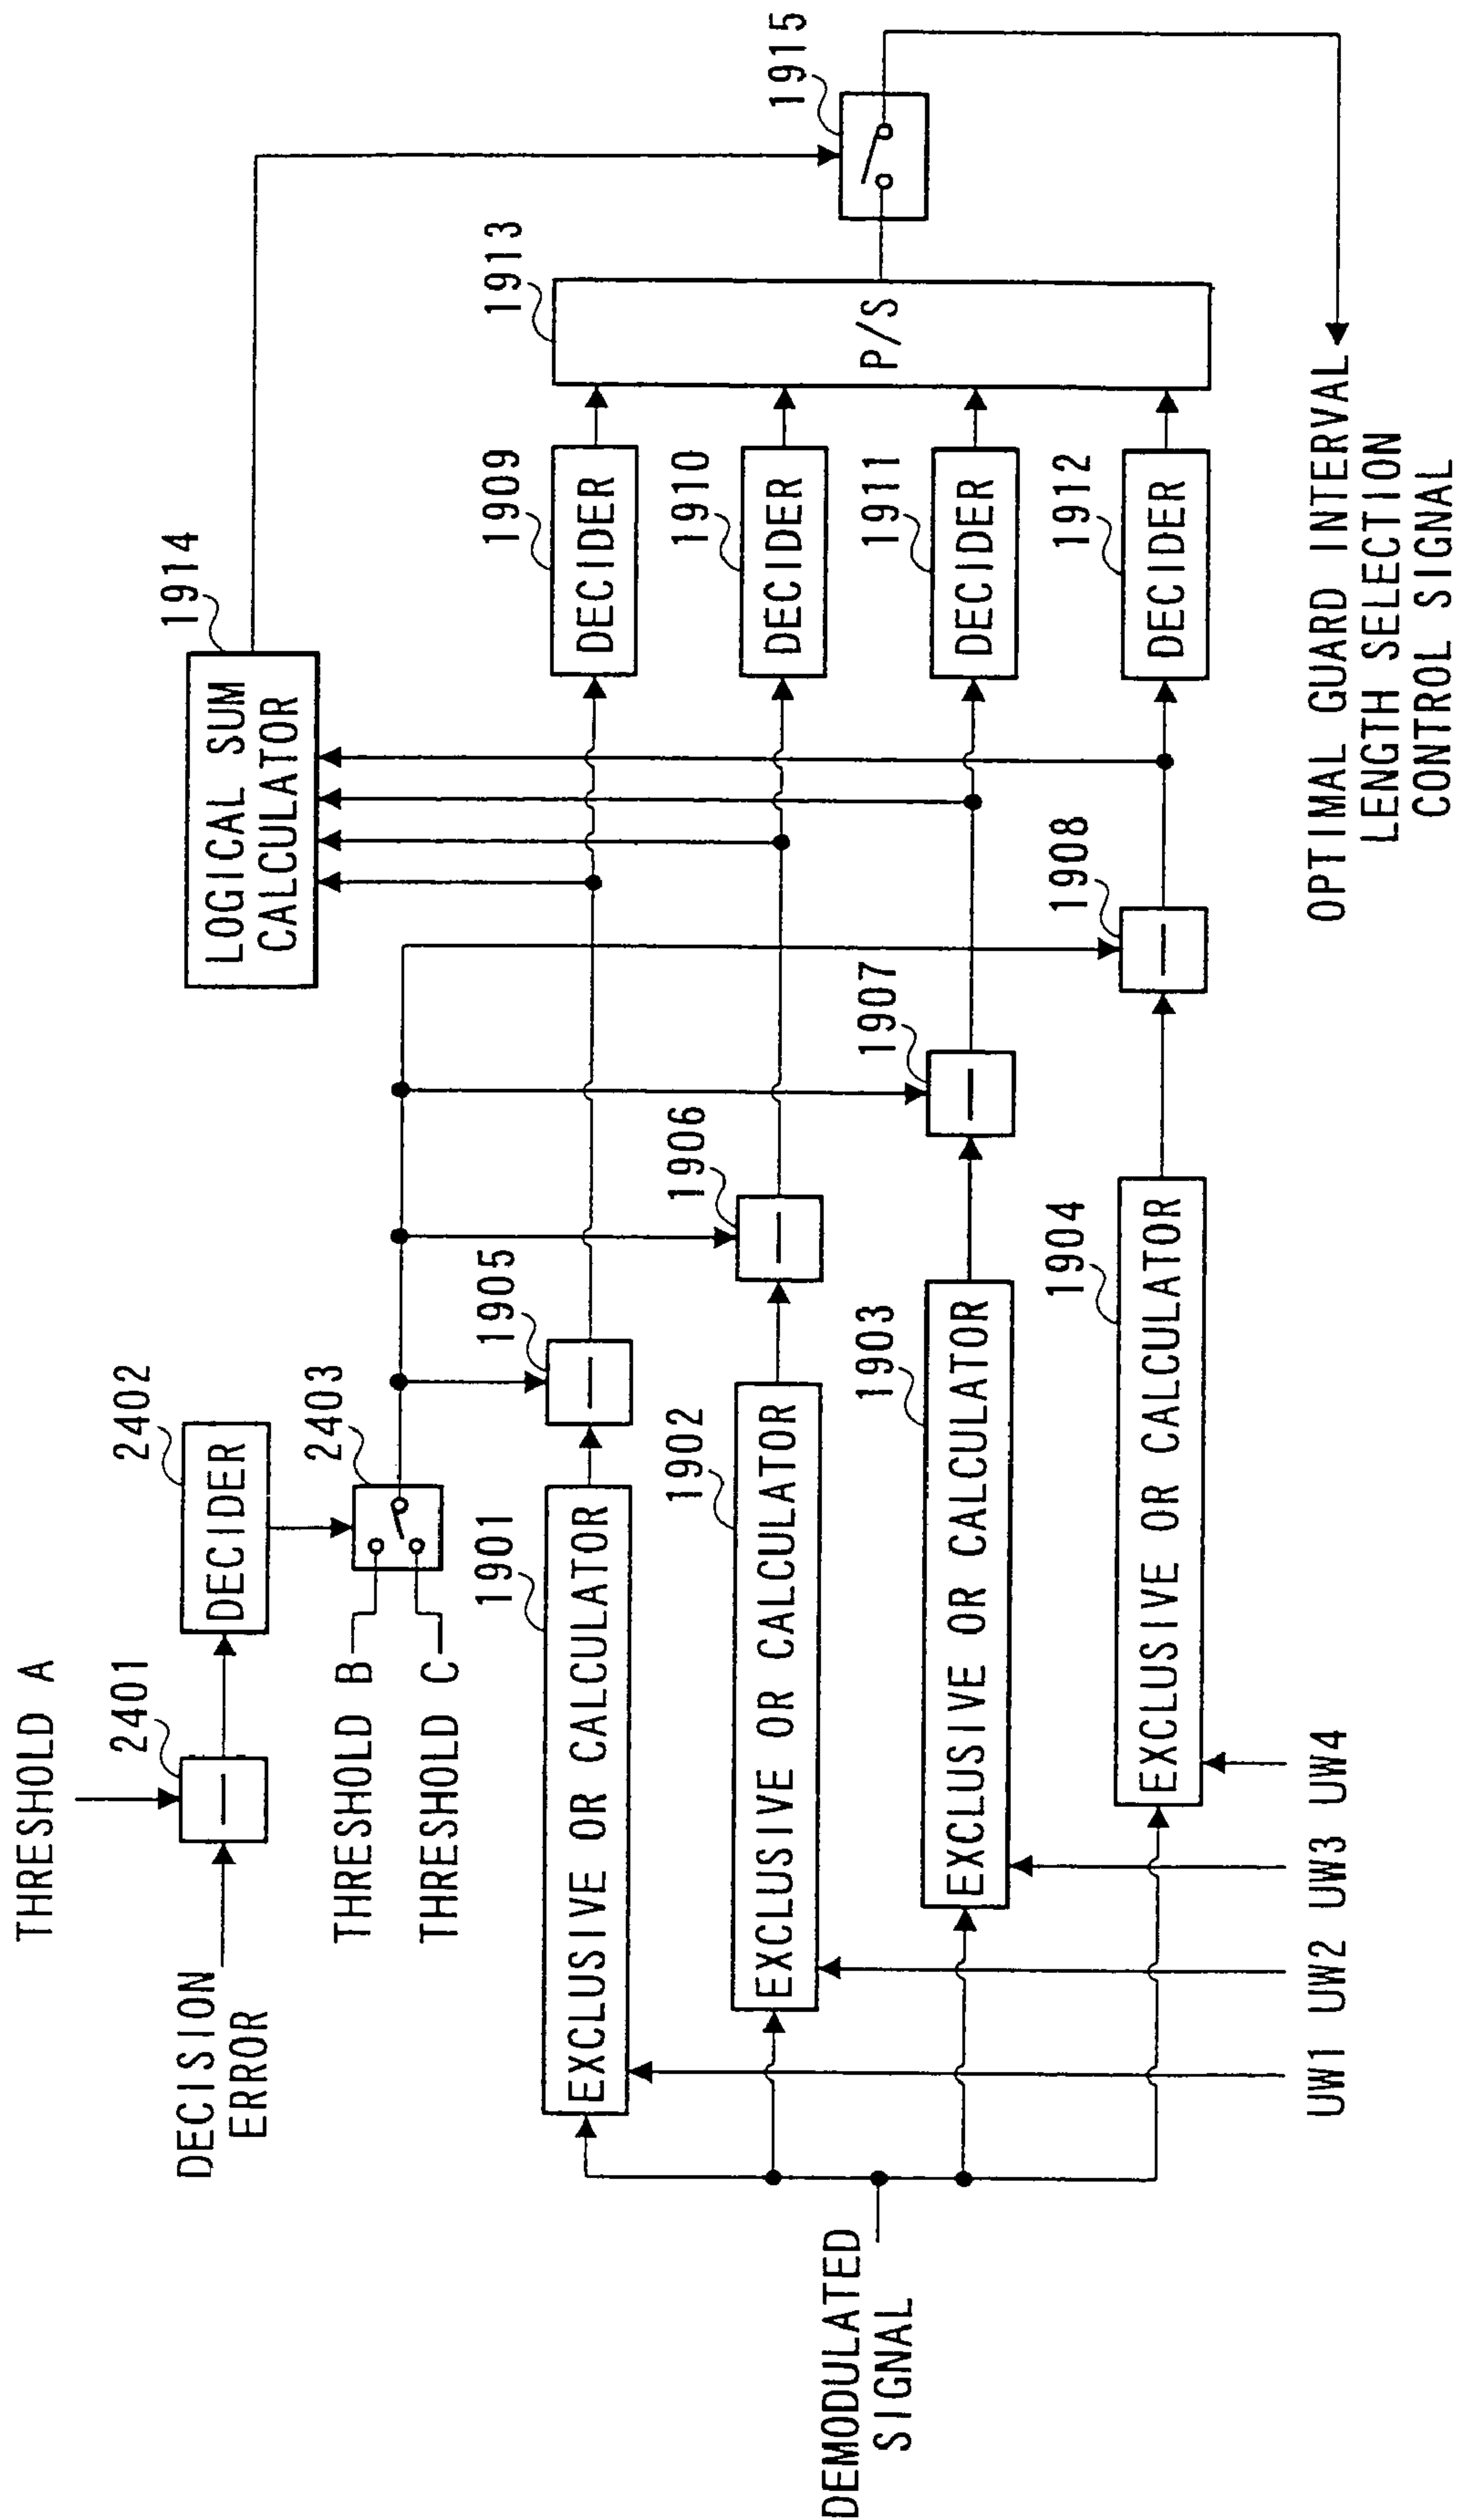 THRESHOLD A
2401
2402
DECISION
ERROR
DECIDER
THRESHOLD B
THRESHOLD C
2403
1914
LOGICAL SUM
CALCULATOR
1901
EXCLUSIVE OR CALCULATOR
1905
1909
DECIDER
1913
P/S
1915
1902
EXCLUSIVE OR CALCULATOR
1906
1910
DECIDER
DEMODULATED
SIGNAL
1903
EXCLUSIVE OR CALCULATOR
1907
1911
DECIDER
1904
EXCLUSIVE OR CALCULATOR
1908
1912
DECIDER
UW1 UW2 UW3 UW4
OPTIMAL GUARD INTERVAL
LENGTH SELECTION
CONTROL SIGNAL